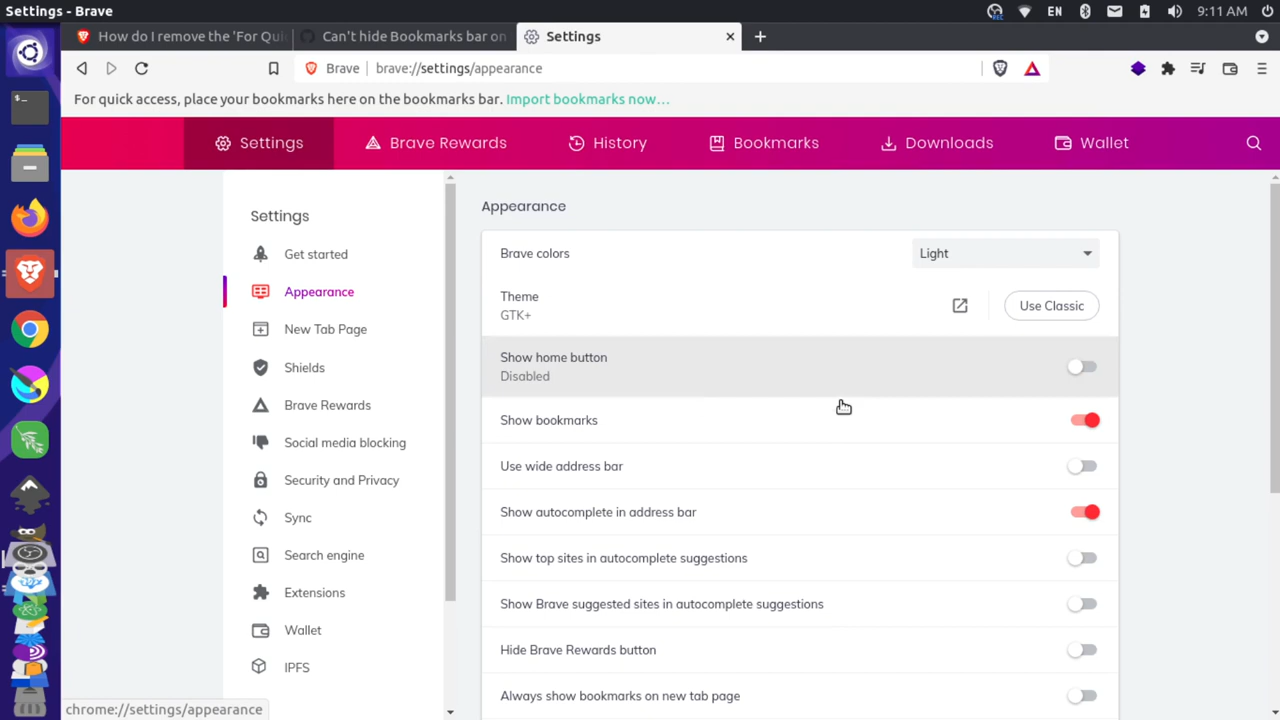 Settings - Brave
EN
9:11 AM
How do I remove the 'For Qui
Can't hide Bookmarks bar on
Settings
Brave
brave://settings/appearance
For quick access, place your bookmarks here on the bookmarks bar. Import bookmarks now...
Settings
Brave Rewards
History
Bookmarks
Downloads
Wallet
Settings
Get started
Appearance
New Tab Page
Shields
Brave Rewards
Social media blocking
Security and Privacy
Sync
Search engine
Extensions
Wallet
IPFS
Appearance
Brave colors
Light
Theme
GTK+
Use Classic
Show home button
Disabled
Show bookmarks
Use wide address bar
Show autocomplete in address bar
Show top sites in autocomplete suggestions
Show Brave suggested sites in autocomplete suggestions
Hide Brave Rewards button
Always show bookmarks on new tab page
chrome://settings/appearance